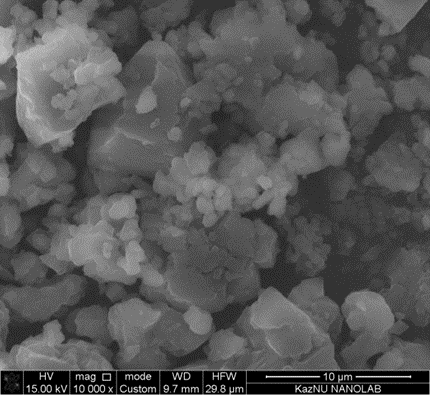 HV mag mode WD HFW 10 µm
15.00 kV 10 000 x Custom 9.7 mm 29.8 µm KazNU NANOLAB